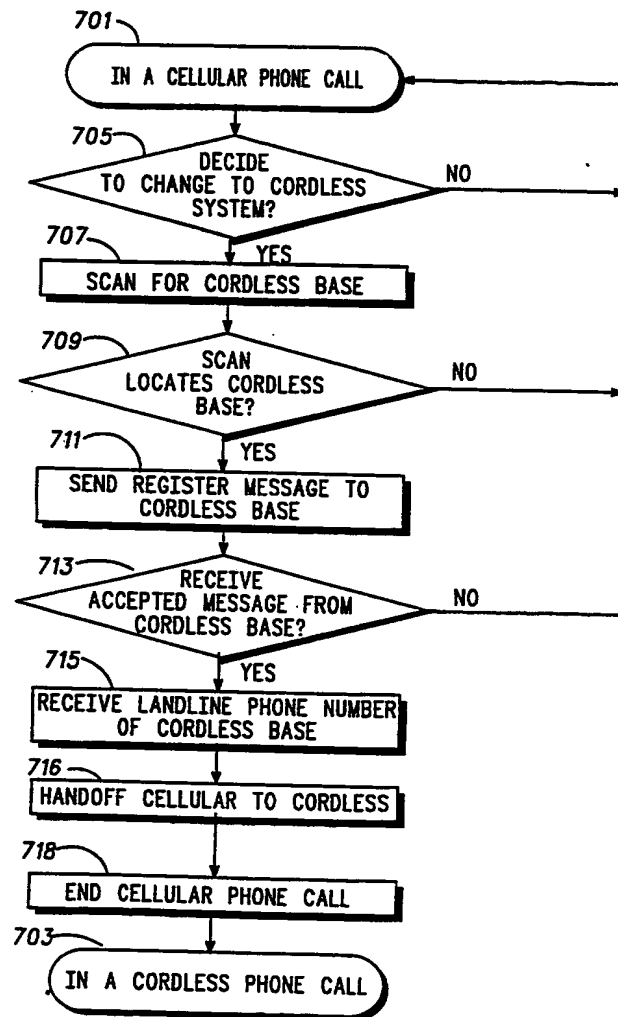 701
IN A CELLULAR PHONE CALL
705
DECIDE
TO CHANGE TO CORDLESS
SYSTEM?
NO
YES
707
SCAN FOR CORDLESS BASE
709
SCAN
LOCATES CORDLESS
BASE?
NO
YES
711
SEND REGISTER MESSAGE TO
CORDLESS BASE
713
RECEIVE
ACCEPTED MESSAGE FROM
CORDLESS BASE?
NO
YES
715
RECEIVE LANDLINE PHONE NUMBER
OF CORDLESS BASE
716
HANDOFF CELLULAR TO CORDLESS
718
END CELLULAR PHONE CALL
703
IN A CORDLESS PHONE CALL